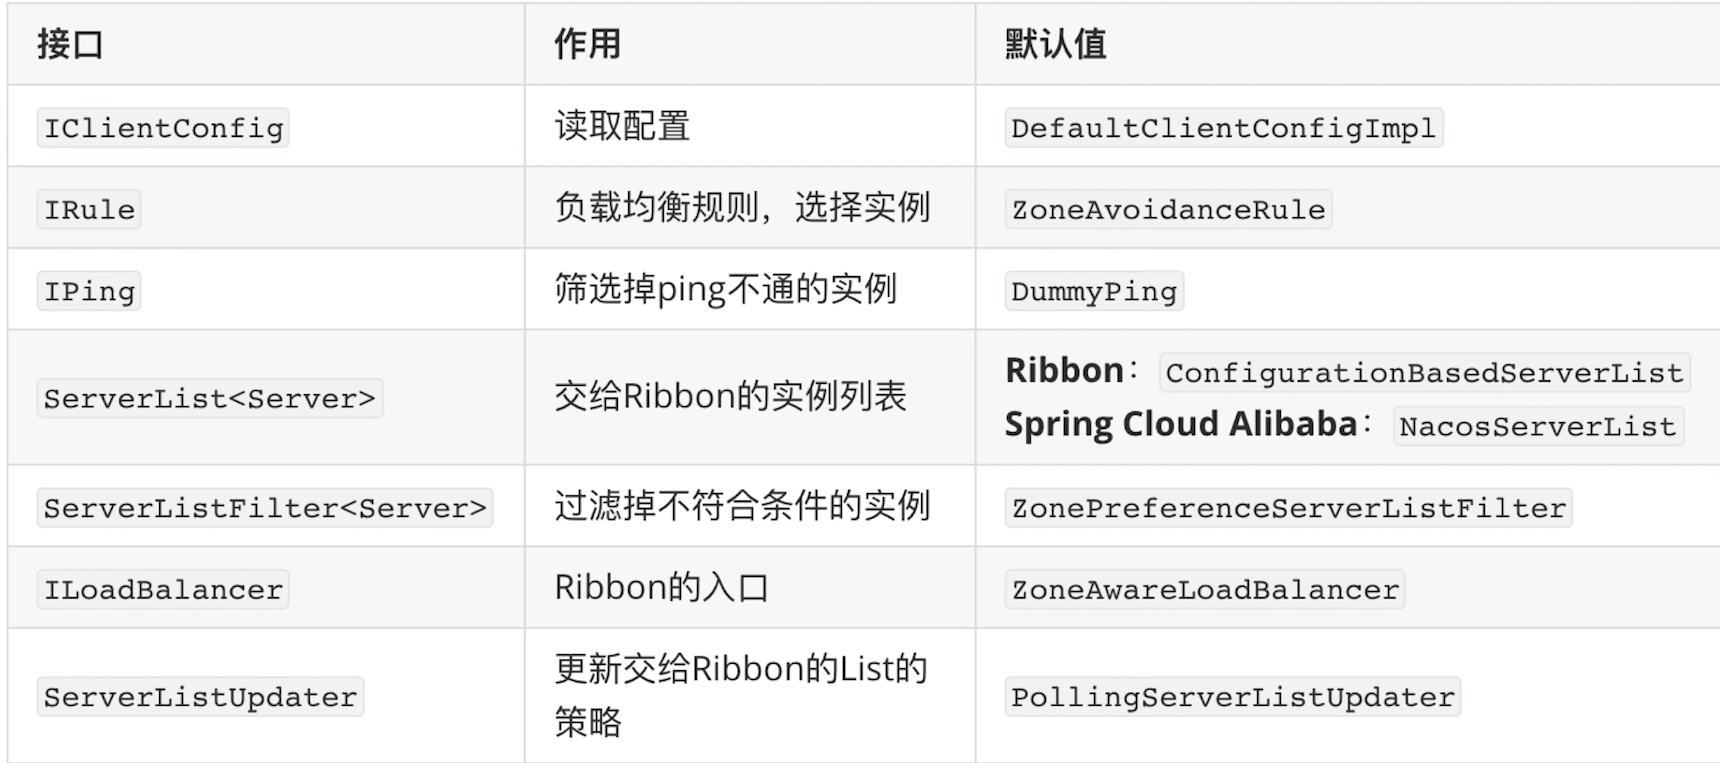 接口 作用 默认值
IClientConfig 读取配置 DefaultClientConfigImpl
IRule 负载均衡规则，选择实例 ZoneAvoidanceRule
IPing 筛选掉ping不通的实例 DummyPing
ServerList<Server> 交给Ribbon的实例列表 Ribbon： ConfigurationBasedServerList
Spring Cloud Alibaba： NacosServerList
ServerListFilter<Server> 过滤掉不符合条件的实例 ZonePreferenceServerListFilter
ILoadBalancer Ribbon的入口 ZoneAwareLoadBalancer
ServerListUpdater 更新交给Ribbon的List的 PollingServerListUpdater
策略